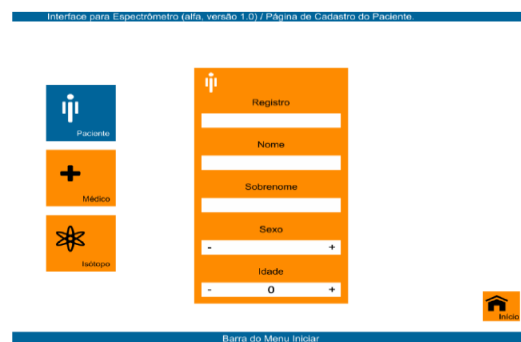 Interface para Espectrômetro (alfa, versão 1.0) / Página de Cadastro do Paciente.
Paciente
Médico
Isótopo
Registro
Nome
Sobrenome
Sexo
- +
Idade
- 0 +
Início
Barra do Menu Iniciar